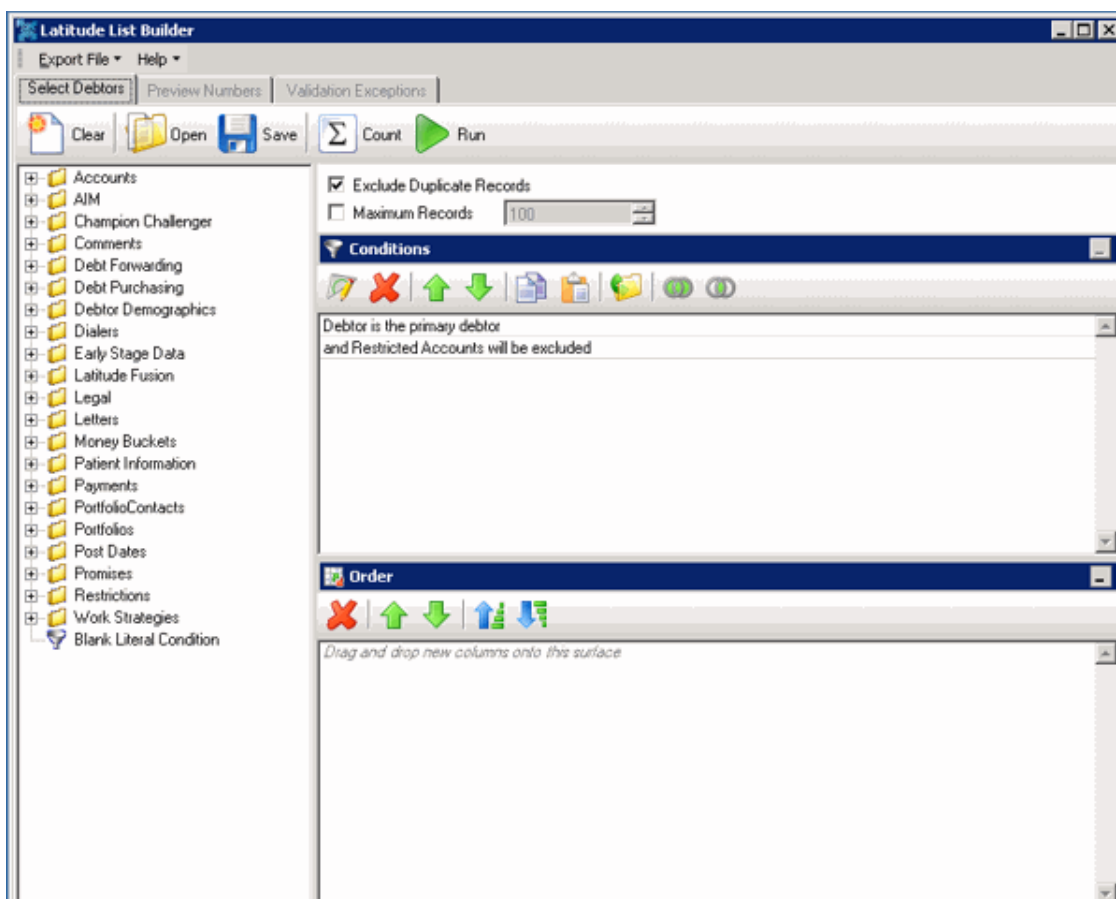 Latitude List Builder
Export File Help
Select Debtors Preview Numbers Validation Exceptions
Clear Open Save Σ Count Run
Accounts
AIM
Champion Challenger
Comments
Debt Forwarding
Debt Purchasing
Debtor Demographics
Dialers
Early Stage Data
Latitude Fusion
Legal
Letters
Money Buckets
Patient Information
Payments
PortfolioContacts
Portfolios
Post Dates
Promises
Restrictions
Work Strategies
Blank Literal Condition
Exclude Duplicate Records
Maximum Records 100
Conditions
Debtor is the primary debtor
and Restricted Accounts will be excluded
Order
Drag and drop new columns onto this surface